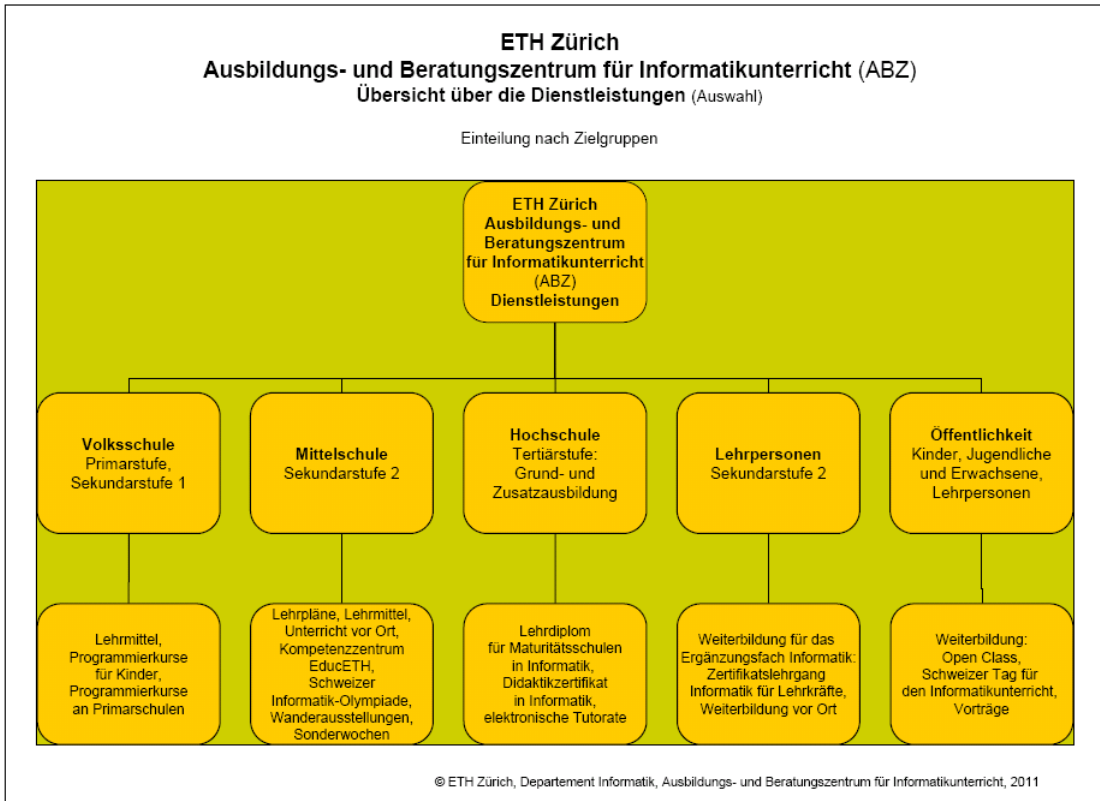 ETH Zürich
Ausbildungs- und Beratungszentrum für Informatikunterricht (ABZ)
Übersicht über die Dienstleistungen (Auswahl)
Einteilung nach Zielgruppen
ETH Zürich
Ausbildungs- und
Beratungszentrum
für Informatikunterricht
(ABZ)
Dienstleistungen
Volksschule
Primarstufe,
Sekundarstufe 1
Mittelschule
Sekundarstufe 2
Hochschule
Tertiärstufe:
Grund- und
Zusatzausbildung
Lehrpersonen
Sekundarstufe 2
Öffentlichkeit
Kinder, Jugendliche
und Erwachsene,
Lehrpersonen
Lehrmittel,
Programmierkurse
für Kinder,
Programmierkurse
an Primarschulen
Lehrpläne, Lehrmittel,
Unterricht vor Ort,
Kompetenzzentrum
EducETH,
Schweizer
Informatik-Olympiade,
Wanderausstellungen,
Sonderwochen
Lehrdiplom
für Maturitätsschulen
in Informatik,
Didaktikzertifikat
in Informatik,
elektronische Tutorate
Weiterbildung für das
Ergänzungsfach Informatik:
Zertifikatslehrgang
Informatik für Lehrkräfte,
Weiterbildung vor Ort
Weiterbildung:
Open Class,
Schweizer Tag für
den Informatikunterricht,
Vorträge
© ETH Zürich, Departement Informatik, Ausbildungs- und Beratungszentrum für Informatikunterricht, 2011